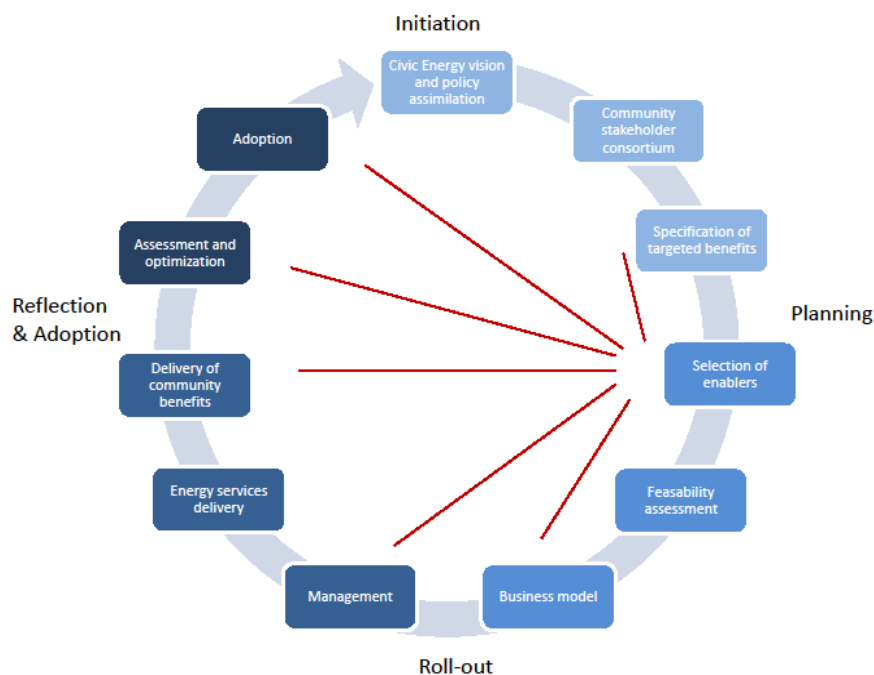 Initiation
Civic Energy vision
and policy
assimilation
Community
stakeholder
consortium
Specification of
targeted benefits
Planning
Selection of
enablers
Feasability
assessment
Business model
Roll-out
Management
Energy services
delivery
Delivery of
community
benefits
Reflection
& Adoption
Assessment and
optimization
Adoption